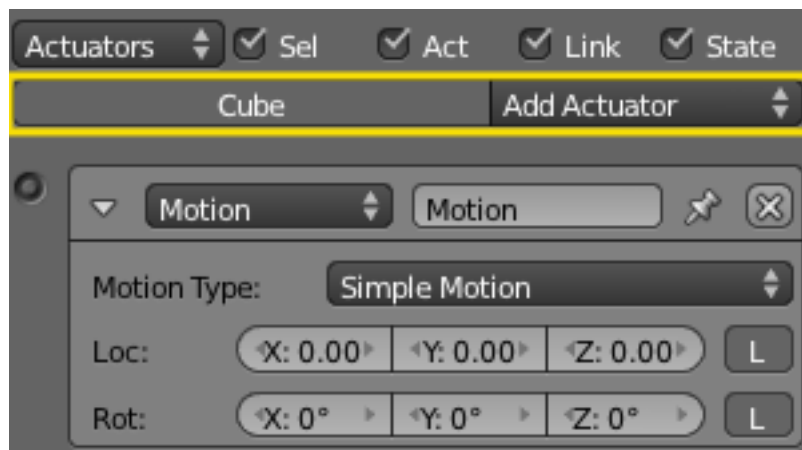 Actuators Sel Act Link State
Cube Add Actuator
Motion Motion
Motion Type: Simple Motion
Loc: X: 0.00 Y: 0.00 Z: 0.00 L
Rot: X: 0° Y: 0° Z: 0° L